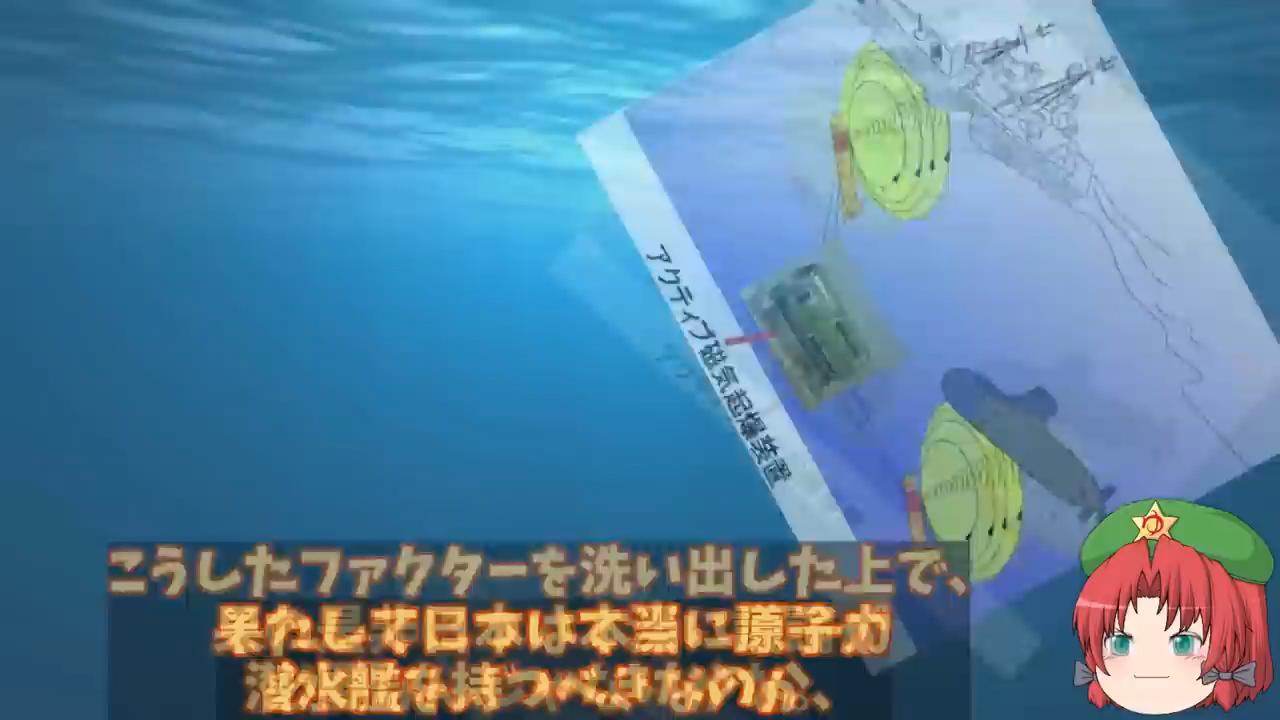 アクティブ磁気起爆装置
こうしたファクターを洗い出した上で、
果たして日本は本当に原子力
潜水艦を持つべきなのか、